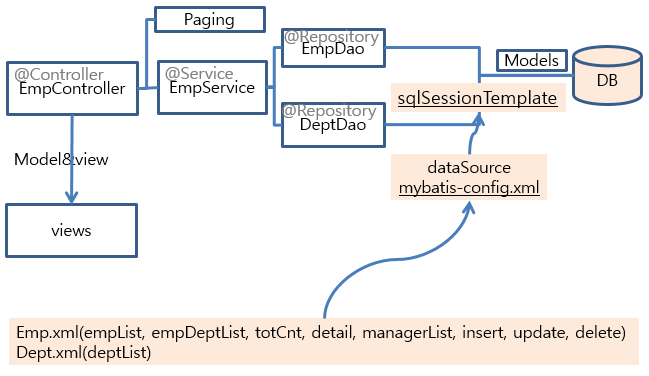 Paging
@Repository
EmpDao
@Controller
EmpController
@Service
EmpService
Models
DB
sqlSessionTemplate
@Repository
DeptDao
Model&view
dataSource
mybatis-config.xml
views
Emp.xml(empList, empDeptList, totCnt, detail, managerList, insert, update, delete)
Dept.xml(deptList)